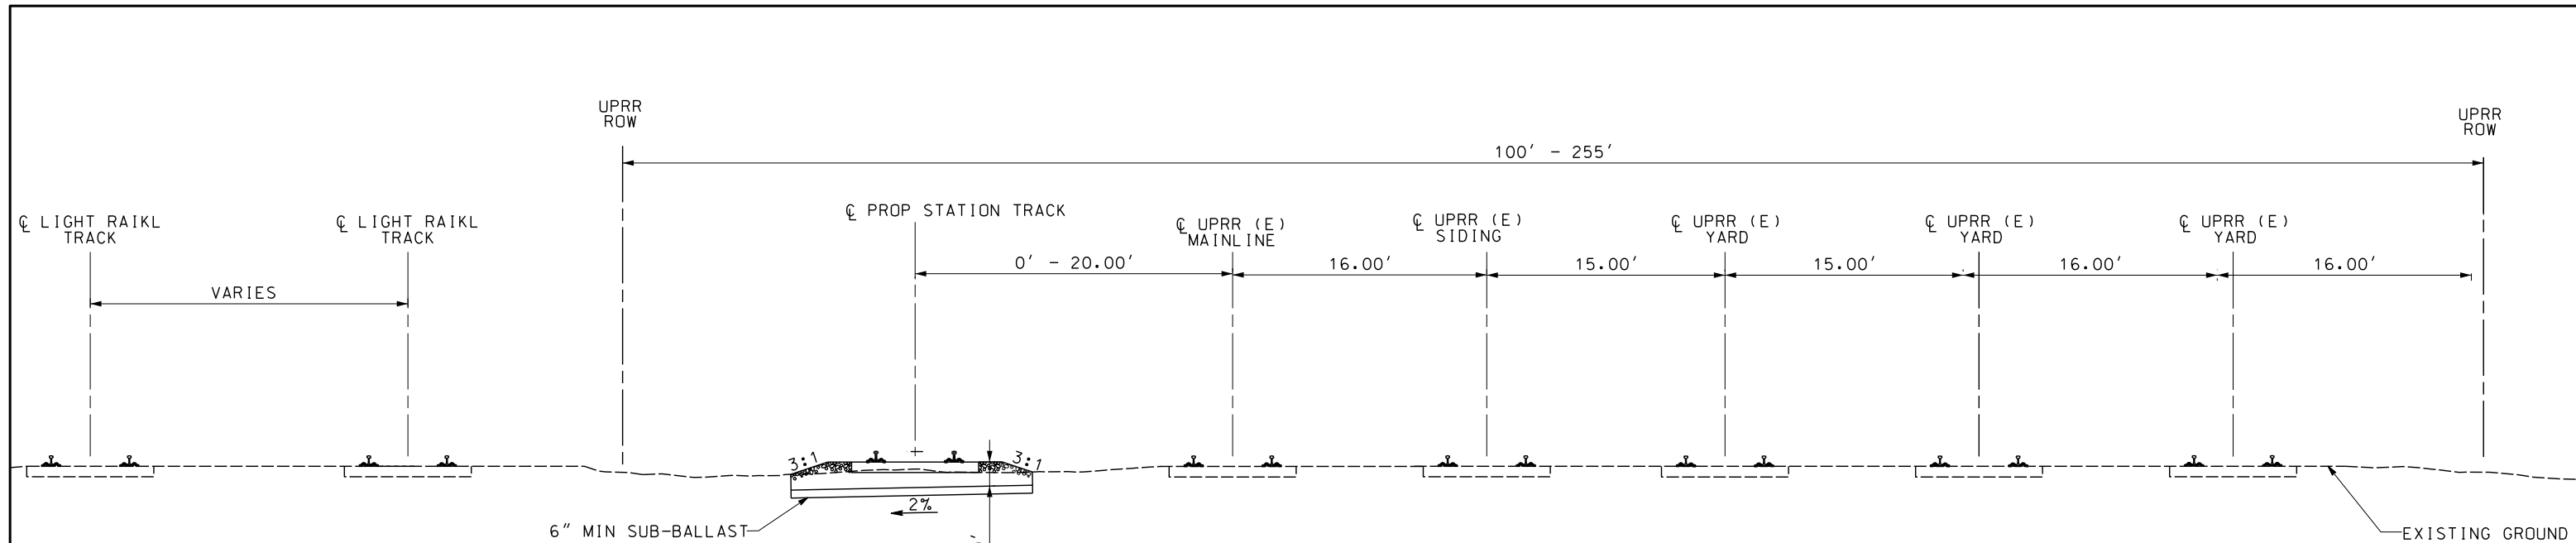 UPRR
ROW
UPRR
ROW
100' - 255'
℄ LIGHT RAIKL
TRACK
℄ LIGHT RAIKL
TRACK
℄ PROP STATION TRACK
℄ UPRR (E)
MAINLINE
℄ UPRR (E)
SIDING
℄ UPRR (E)
YARD
℄ UPRR (E)
YARD
℄ UPRR (E)
YARD
0' - 20.00'
16.00'
15.00'
15.00'
16.00'
16.00'
VARIES
3:1
3:1
2%
6" MIN SUB-BALLAST
EXISTING GROUND